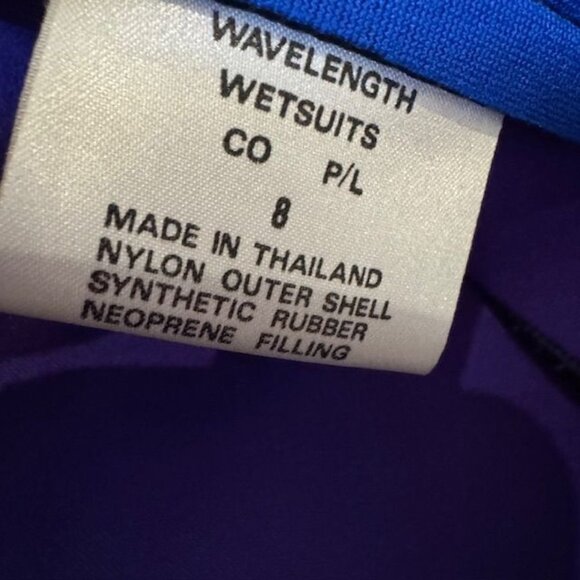 WAVELENGTH
WETSUITS
CO P/L
8
MADE IN THAILAND
NYLON OUTER SHELL
SYNTHETIC RUBBER
NEOPRENE FILLING